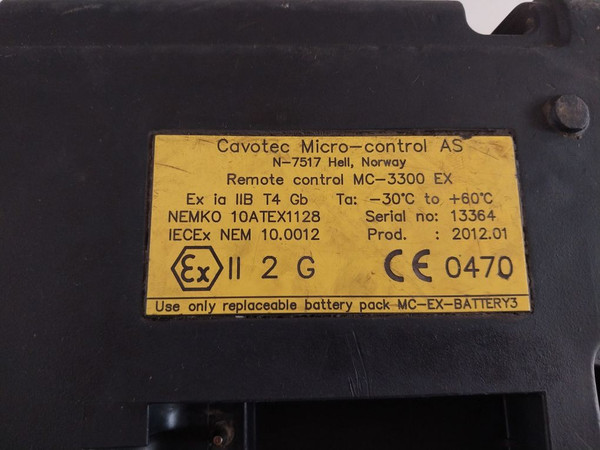 Cavotec Micro-control AS
N-7517 Hell, Norway
Remote control MC-3300 EX
Ex ia IIB T4 Gb Ta: -30°C to +60°C
NEMKO 10ATEX1128 Serial no: 13364
IECEx NEM 10.0012 Prod. : 2012.01
Ex II 2 G CE 0470
Use only replaceable battery pack MC-EX-BATTERY3